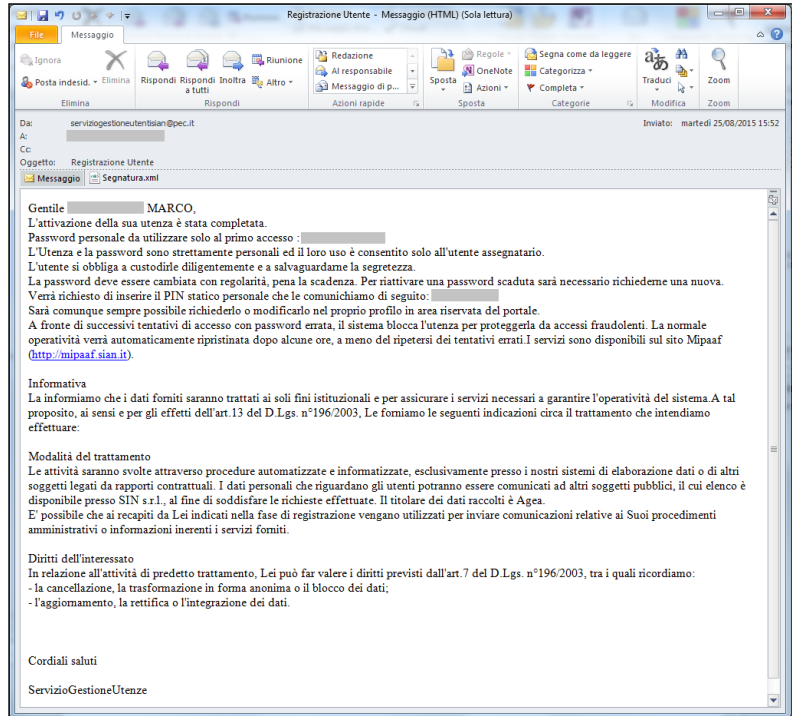 Registrazione Utente - Messaggio (HTML) (Sola lettura)
File Messaggio
Ignora
Posta indesid.
Elimina
Rispondi
Rispondi a tutti
Inoltra
Riunione
Altro
Redazione
Al responsabile
Messaggio di p...
Sposta
Regole
OneNote
Azioni
Segna come da leggere
Categorizza
Completa
Traduci
Zoom
Elimina Rispondi Azioni rapide Sposta Categorie Modifica Zoom
Da: serviziogestioneutentisian@pec.it Inviato: martedì 25/08/2015 15:52
A:
Cc:
Oggetto: Registrazione Utente
Messaggio Segnatura.xml
Gentile MARCO,
L'attivazione della sua utenza è stata completata.
Password personale da utilizzare solo al primo accesso :
L'Utenza e la password sono strettamente personali ed il loro uso è consentito solo all'utente assegnatario.
L'utente si obbliga a custodirle diligentemente e a salvaguardarne la segretezza.
La password deve essere cambiata con regolarità, pena la scadenza. Per riattivare una password scaduta sarà necessario richiederne una nuova.
Verrà richiesto di inserire il PIN statico personale che le comunichiamo di seguito:
Sarà comunque sempre possibile richiederlo o modificarlo nel proprio profilo in area riservata del portale.
A fronte di successivi tentativi di accesso con password errata, il sistema blocca l'utenza per proteggerla da accessi fraudolenti. La normale
operatività verrà automaticamente ripristinata dopo alcune ore, a meno del ripetersi dei tentativi errati.I servizi sono disponibili sul sito Mipaaf
(http://mipaaf.sian.it).
Informativa
La informiamo che i dati forniti saranno trattati ai soli fini istituzionali e per assicurare i servizi necessari a garantire l'operatività del sistema.A tal
proposito, ai sensi e per gli effetti dell'art.13 del D.Lgs. n°196/2003, Le forniamo le seguenti indicazioni circa il trattamento che intendiamo
effettuare:
Modalità del trattamento
Le attività saranno svolte attraverso procedure automatizzate e informatizzate, esclusivamente presso i nostri sistemi di elaborazione dati o di altri
soggetti legati da rapporti contrattuali. I dati personali che riguardano gli utenti potranno essere comunicati ad altri soggetti pubblici, il cui elenco è
disponibile presso SIN s.r.l., al fine di soddisfare le richieste effettuate. Il titolare dei dati raccolti è Agea.
E' possibile che ai recapiti da Lei indicati nella fase di registrazione vengano utilizzati per inviare comunicazioni relative ai Suoi procedimenti
amministrativi o informazioni inerenti i servizi forniti.
Diritti dell'interessato
In relazione all'attività di predetto trattamento, Lei può far valere i diritti previsti dall'art.7 del D.Lgs. n°196/2003, tra i quali ricordiamo:
- la cancellazione, la trasformazione in forma anonima o il blocco dei dati;
- l'aggiornamento, la rettifica o l'integrazione dei dati.
Cordiali saluti
ServizioGestioneUtenze